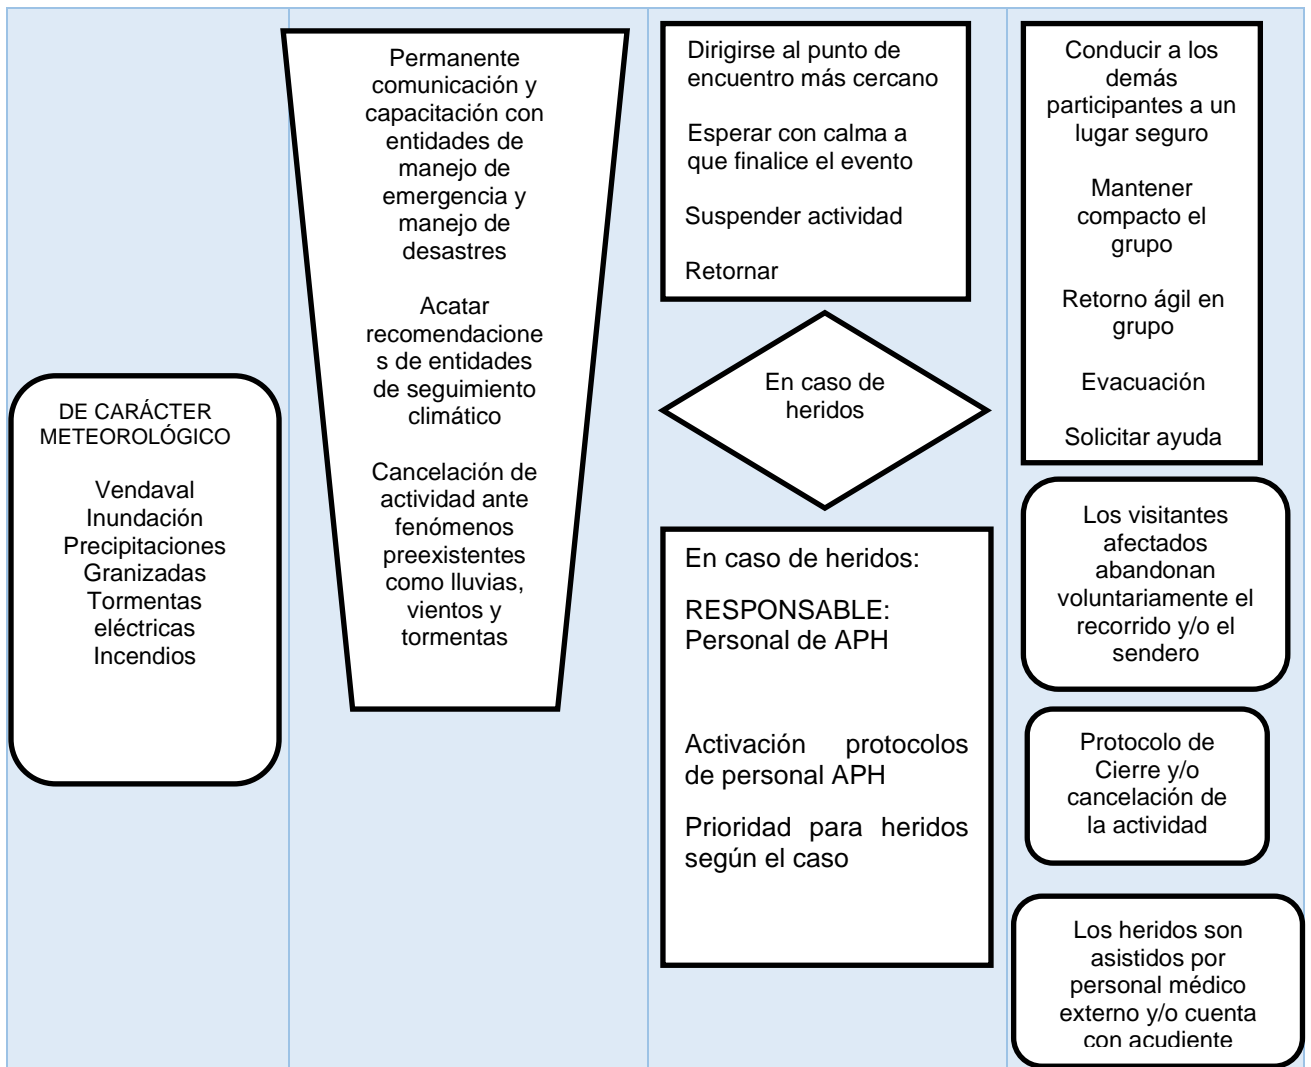 DE CARÁCTER
METEOROLÓGICO
Vendaval
Inundación
Precipitaciones
Granizadas
Tormentas
eléctricas
Incendios
Permanente
comunicación y
capacitación con
entidades de
manejo de
emergencia y
manejo de
desastres
Acatar
recomendacione
s de entidades
de seguimiento
climático
Cancelación de
actividad ante
fenómenos
preexistentes
como lluvias,
vientos y
tormentas
Dirigirse al punto de
encuentro más cercano
Esperar con calma a
que finalice el evento
Suspender actividad
Retornar
En caso de
heridos
En caso de heridos:
RESPONSABLE:
Personal de APH
Activación protocolos
de personal APH
Prioridad para heridos
según el caso
Conducir a los
demás
participantes a un
lugar seguro
Mantener
compacto el
grupo
Retorno ágil en
grupo
Evacuación
Solicitar ayuda
Los visitantes
afectados
abandonan
voluntariamente el
recorrido y/o el
sendero
Protocolo de
Cierre y/o
cancelación de
la actividad
Los heridos son
asistidos por
personal médico
externo y/o cuenta
con acudiente